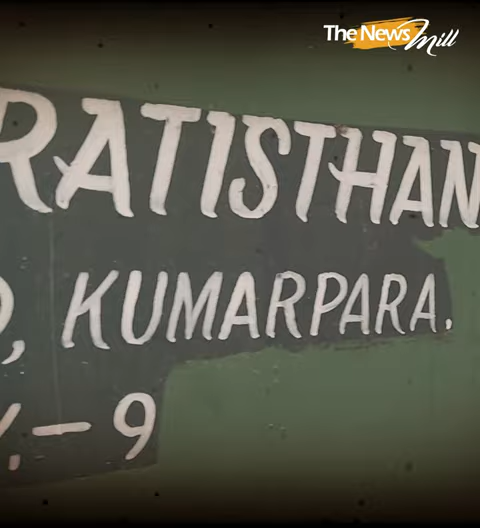 The News Mill
RATISTHAN
, KUMARPARA.
- 9